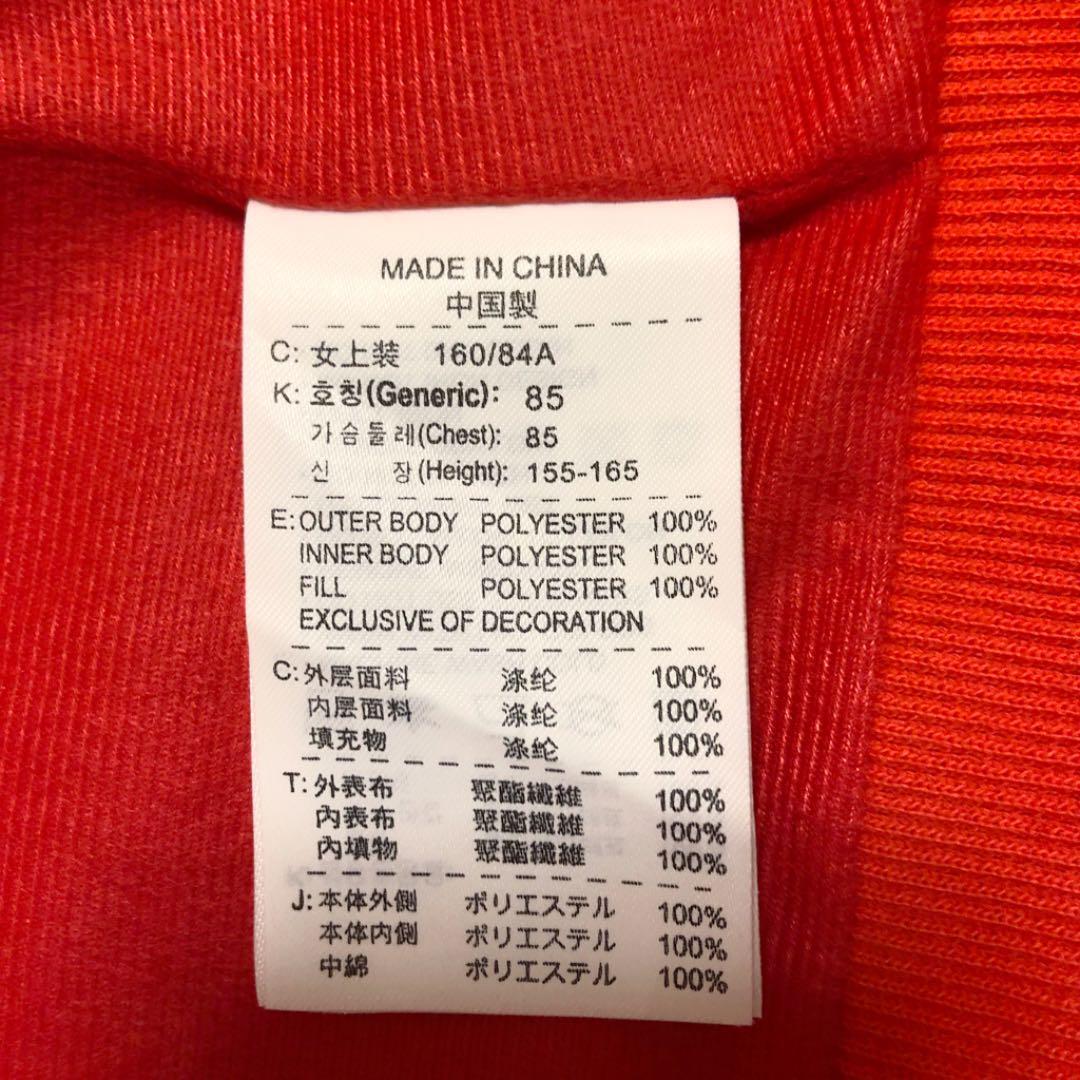 MADE IN CHINA
中国製
C: 女上装 160/84A
K: 호칭(Generic): 85
가슴둘레(Chest): 85
신 장(Height): 155-165
E: OUTER BODY POLYESTER 100%
INNER BODY POLYESTER 100%
FILL POLYESTER 100%
EXCLUSIVE OF DECORATION
C: 外层面料 涤纶 100%
内层面料 涤纶 100%
填充物 涤纶 100%
T: 外表布 聚酯纖維 100%
內表布 聚酯纖維 100%
內填物 聚酯纖維 100%
J: 本体外側 ポリエステル 100%
本体内側 ポリエステル 100%
中綿 ポリエステル 100%